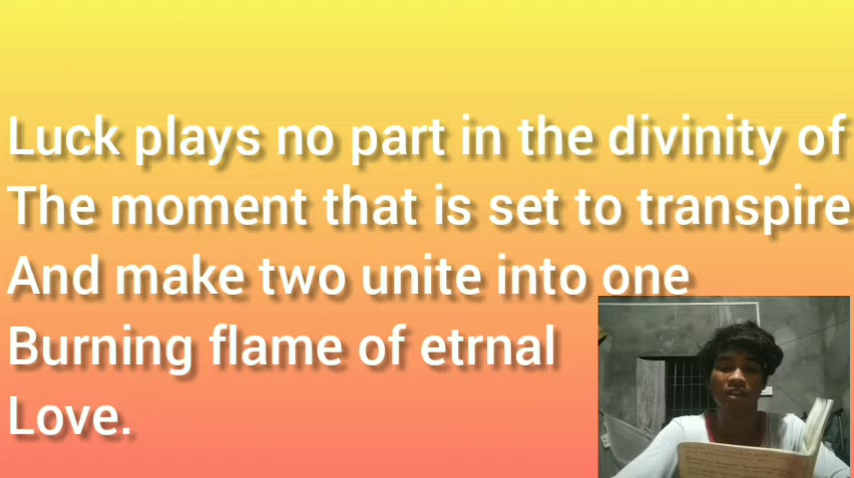 Luck plays no part in the divinity of
The moment that is set to transpire
And make two unite into one
Burning flame of etrnal
Love.